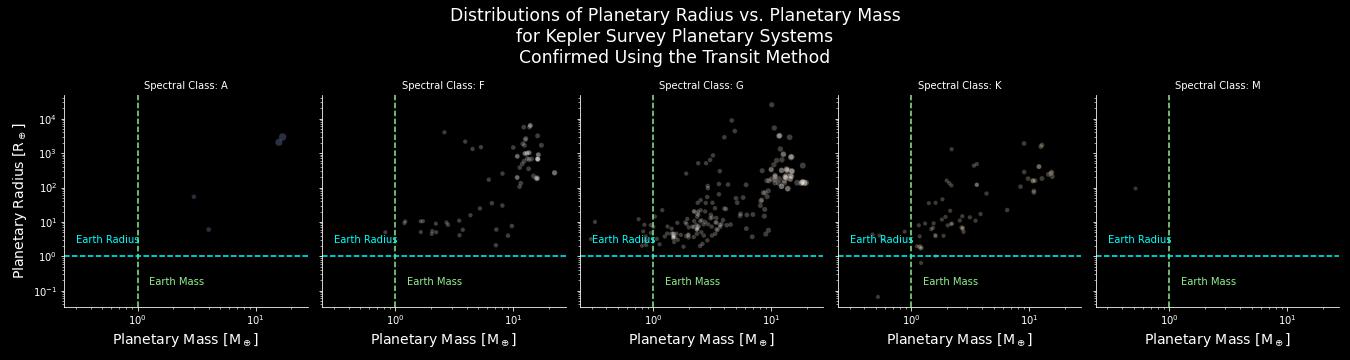 Distributions of Planetary Radius vs. Planetary Mass
for Kepler Survey Planetary Systems
Confirmed Using the Transit Method
Spectral Class: A
Spectral Class: F
Spectral Class: G
Spectral Class: K
Spectral Class: M
Planetary Radius [R⊕]
10⁴
10³
10²
10¹
10⁰
10⁻¹
Earth Radius
Earth Radius
Earth Radius
Earth Radius
Earth Radius
Earth Mass
Earth Mass
Earth Mass
Earth Mass
Earth Mass
10⁰ 10¹
10⁰ 10¹
10⁰ 10¹
10⁰ 10¹
10⁰ 10¹
Planetary Mass [M⊕]
Planetary Mass [M⊕]
Planetary Mass [M⊕]
Planetary Mass [M⊕]
Planetary Mass [M⊕]